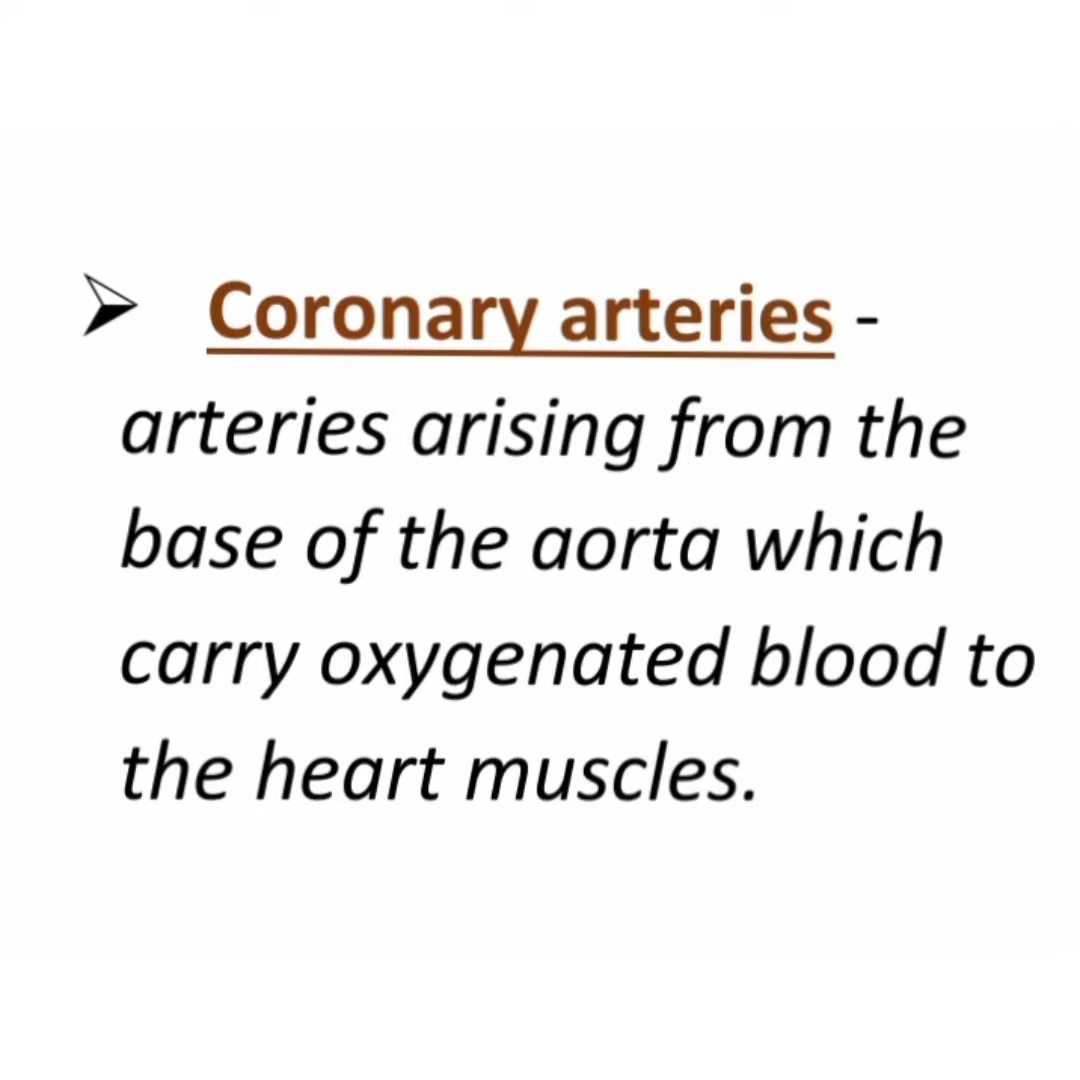 ➢ Coronary arteries -
arteries arising from the
base of the aorta which
carry oxygenated blood to
the heart muscles.